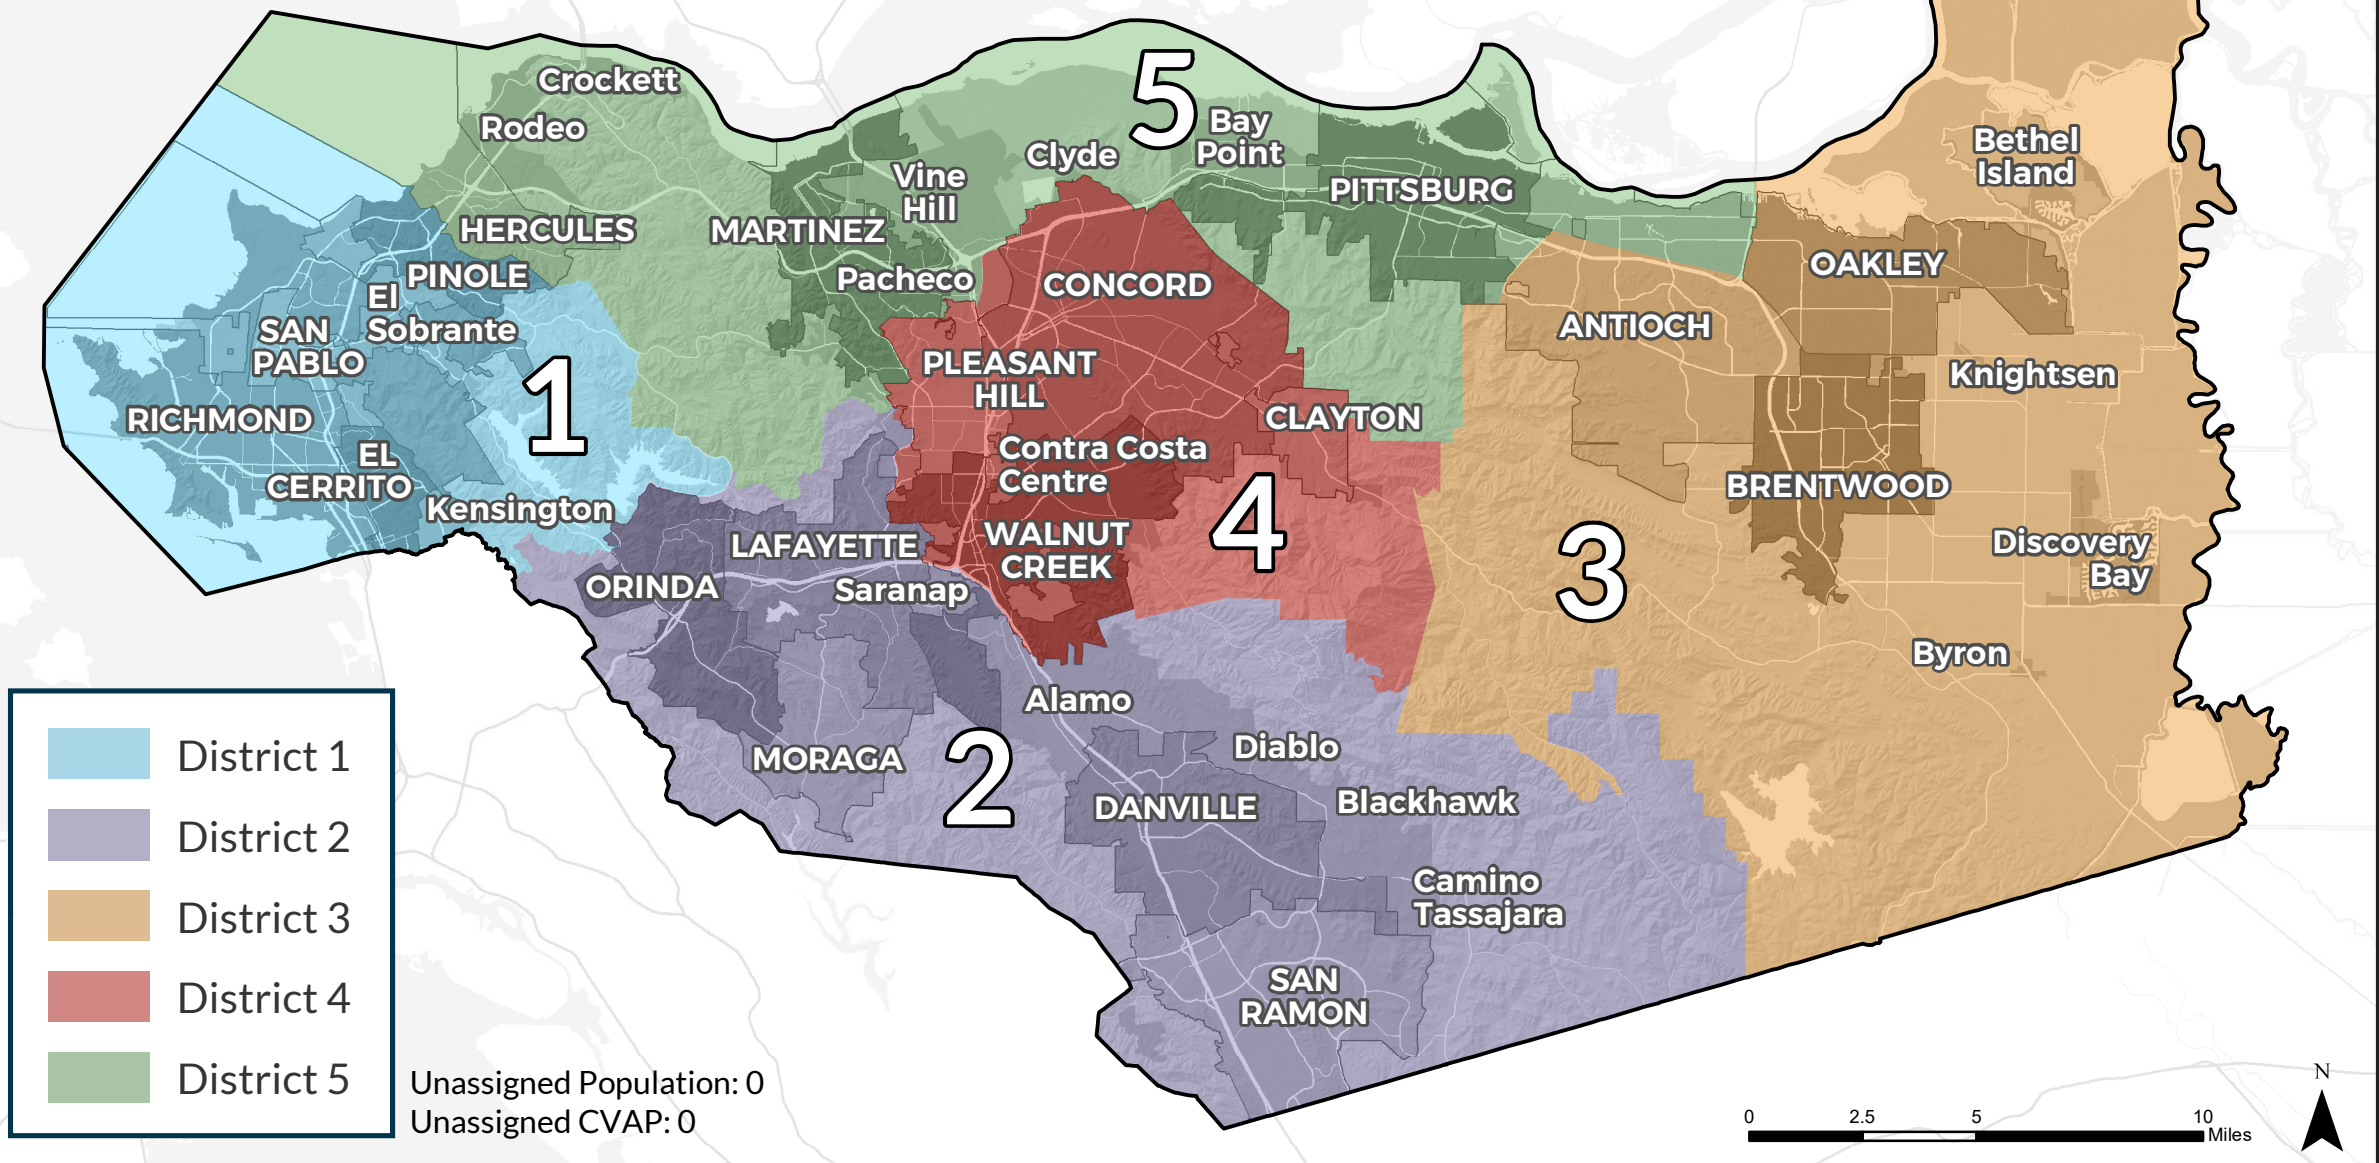 Crockett
Rodeo
5
Bay
Point
Clyde
Vine
Hill
Bethel
Island
PITTSBURG
HERCULES
MARTINEZ
PINOLE
Pacheco
CONCORD
OAKLEY
El
Sobrante
SAN
PABLO
ANTIOCH
PLEASANT
HILL
Knightsen
1
RICHMOND
CLAYTON
EL
CERRITO
Contra Costa
Centre
BRENTWOOD
Kensington
4
3
LAFAYETTE
WALNUT
CREEK
Discovery
Bay
ORINDA
Saranap
Byron
Alamo
Diablo
MORAGA
2
Blackhawk
DANVILLE
Camino
Tassajara
SAN
RAMON
District 1
District 2
District 3
District 4
District 5
Unassigned Population: 0
Unassigned CVAP: 0
N
0 2.5 5 10
Miles